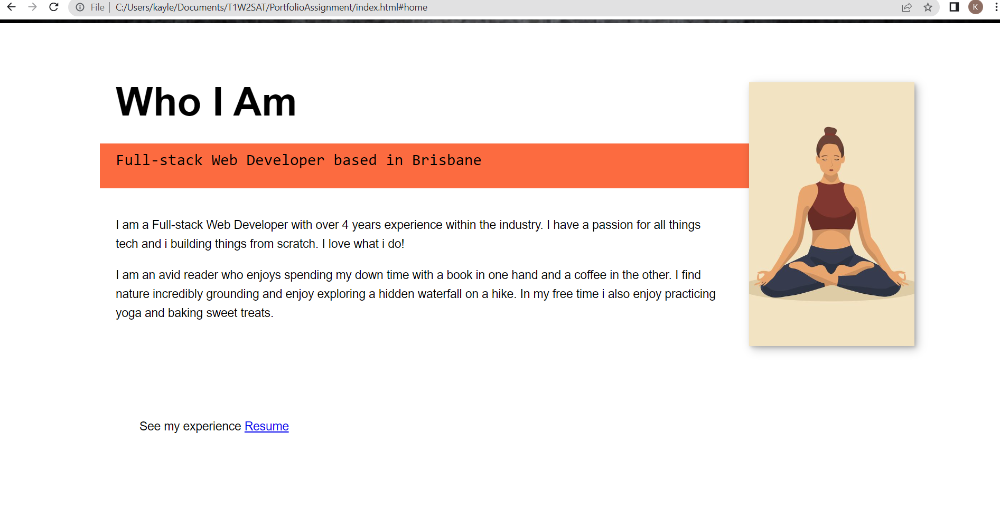 File | C:/Users/kayle/Documents/T1W2SAT/PortfolioAssignment/index.html#home
K
Who I Am
Full-stack Web Developer based in Brisbane
I am a Full-stack Web Developer with over 4 years experience within the industry. I have a passion for all things
tech and i building things from scratch. I love what i do!
I am an avid reader who enjoys spending my down time with a book in one hand and a coffee in the other. I find
nature incredibly grounding and enjoy exploring a hidden waterfall on a hike. In my free time i also enjoy practicing
yoga and baking sweet treats.
See my experience Resume